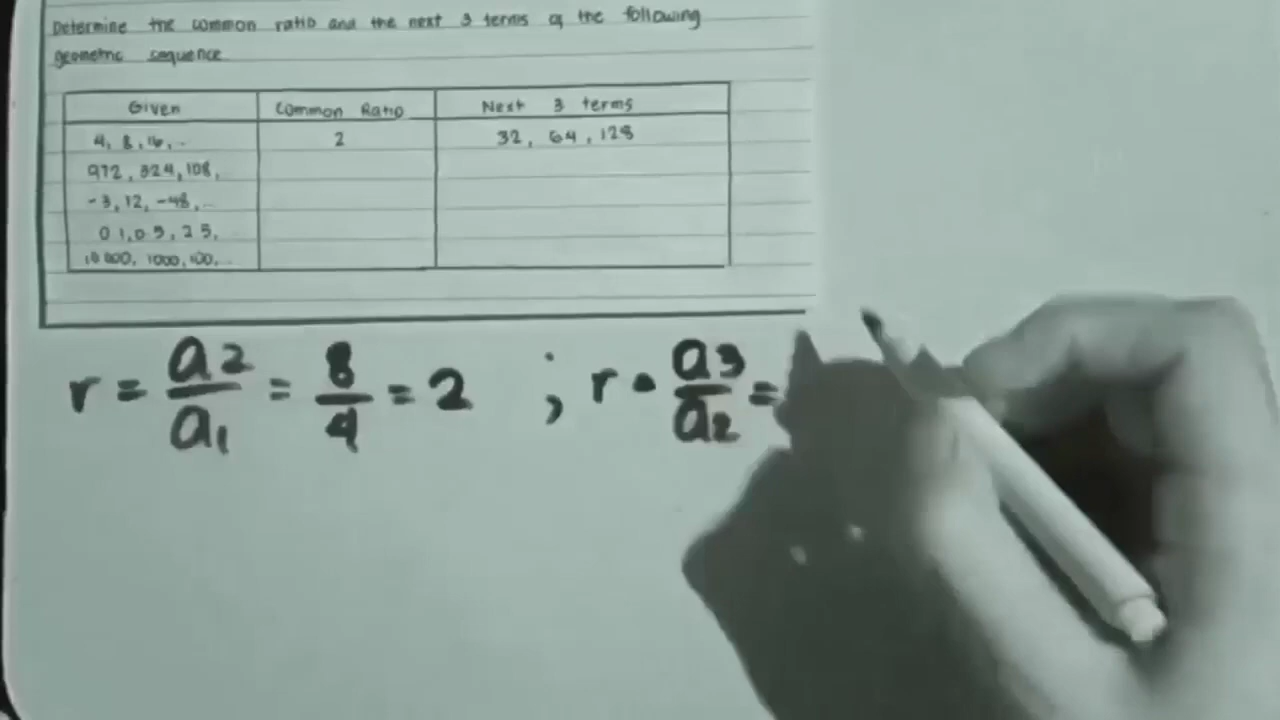 Determine the common ratio and the next 3 terms of the following
geometric sequence
Given Common Ratio Next 3 terms
4, 8, 16, .. 2 32, 64, 128
972, 324, 108,
-3, 12, -48, ..
0.1, 0.5, 2.5,
10 000, 1000, 100, ..
r = a2/a1 = 8/4 = 2 ; r = a3/a2 =